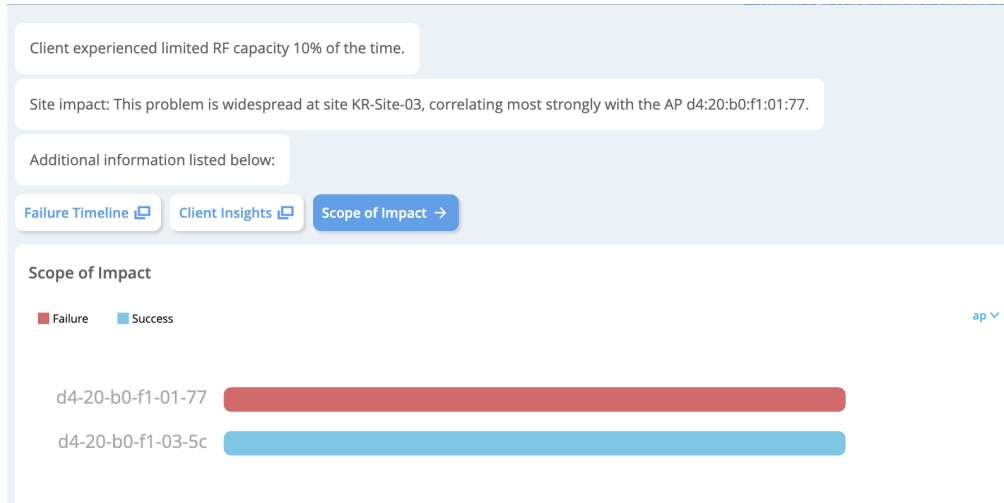 Client experienced limited RF capacity 10% of the time.
Site impact: This problem is widespread at site KR-Site-03, correlating most strongly with the AP d4:20:b0:f1:01:77.
Additional information listed below:
Failure Timeline
Client Insights
Scope of Impact →
Scope of Impact
Failure
Success
ap
d4-20-b0-f1-01-77
d4-20-b0-f1-03-5c